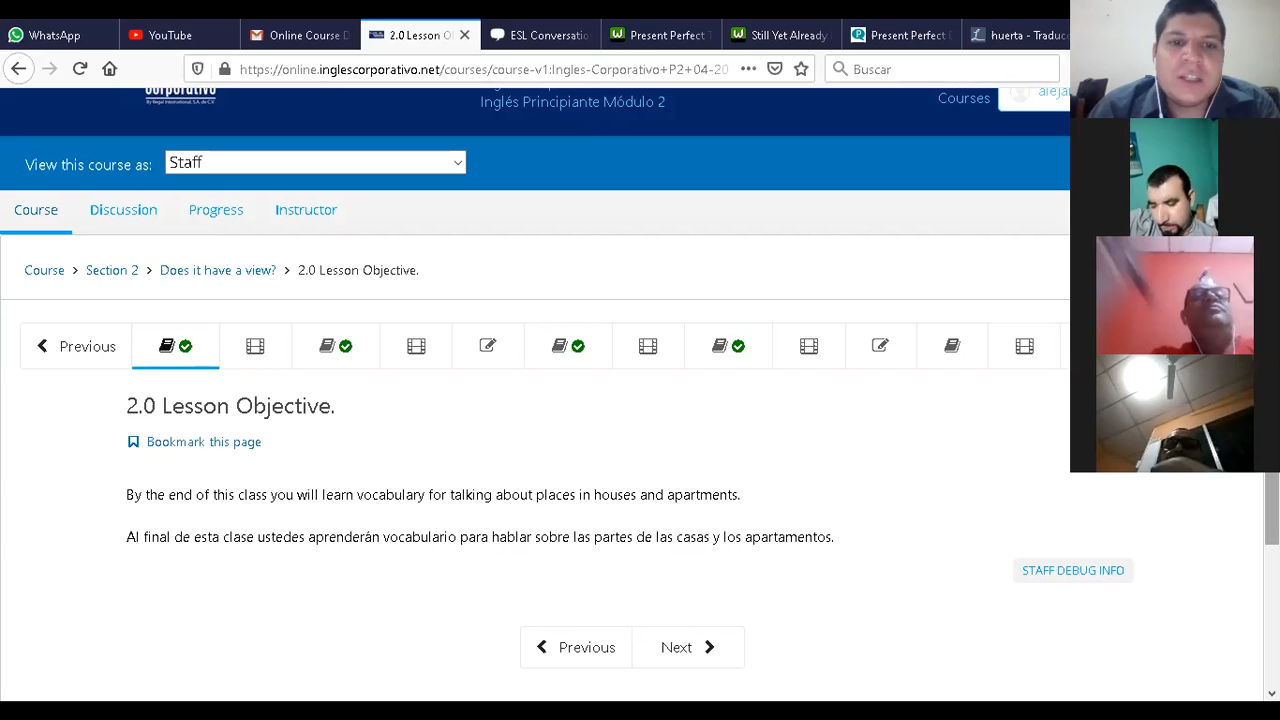 WhatsApp
YouTube
Online Course D
2.0 Lesson O
ESL Conversatio
Present Perfect T
Still Yet Already
Present Perfect
huerta - Traduc
https://online.inglescorporativo.net/courses/course-v1:Ingles-Corporativo+P2+04-20
Buscar
corporativo
By Ilegal International, S.A. de C.V.
Inglés Principiante Módulo 2
Courses
View this course as:
Staff
Course
Discussion
Progress
Instructor
Course > Section 2 > Does it have a view? > 2.0 Lesson Objective.
Previous
2.0 Lesson Objective.
Bookmark this page
By the end of this class you will learn vocabulary for talking about places in houses and apartments.
Al final de esta clase ustedes aprenderán vocabulario para hablar sobre las partes de las casas y los apartamentos.
STAFF DEBUG INFO
Previous
Next